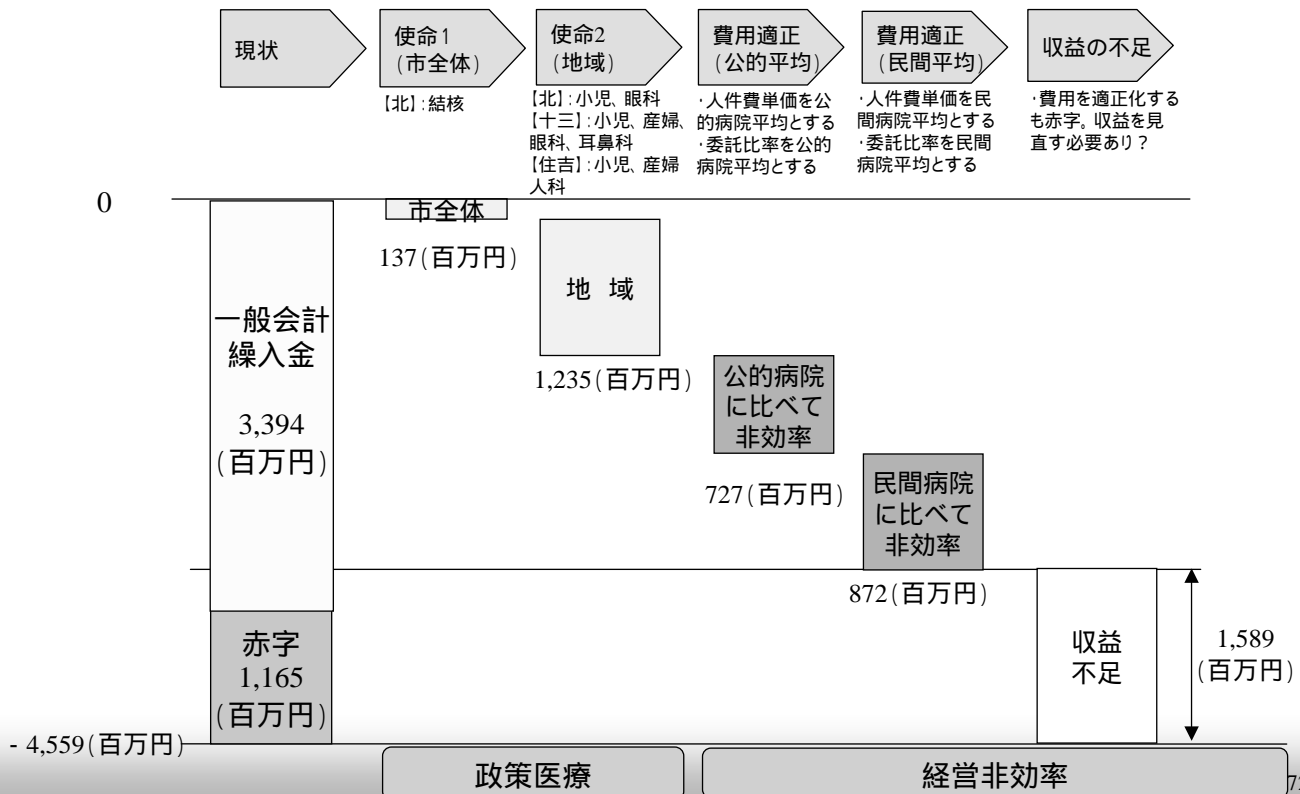 現状
使命1
(市全体)
使命2
(地域)
費用適正
(公的平均)
費用適正
(民間平均)
収益の不足
【北】:結核
【北】:小児、眼科
【十三】:小児、産婦、
眼科、耳鼻科
【住吉】:小児、産婦
人科
・人件費単価を公
的病院平均とする
・委託比率を公的
病院平均とする
・人件費単価を民
間病院平均とする
・委託比率を民間
病院平均とする
・費用を適正化する
も赤字。収益を見
直す必要あり?
0
市全体
137(百万円)
地 域
1,235(百万円)
一般会計
繰入金
3,394
(百万円)
公的病院
に比べて
非効率
727(百万円)
民間病院
に比べて
非効率
872(百万円)
赤字
1,165
(百万円)
収益
不足
1,589
(百万円)
- 4,559(百万円)
政策医療
経営非効率